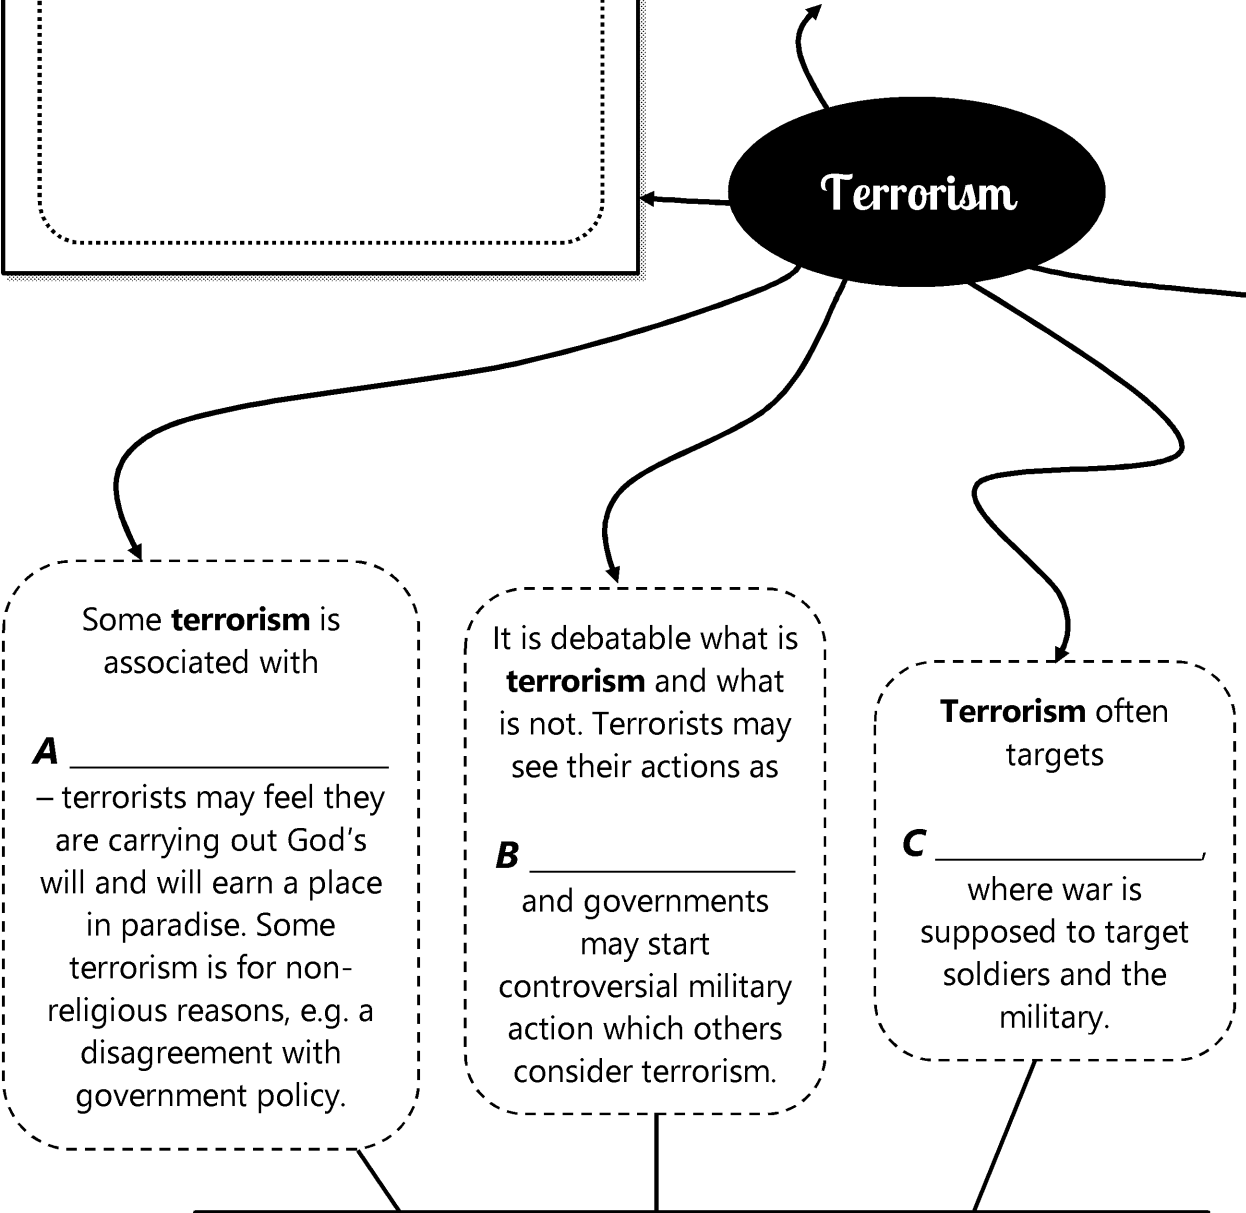 Terrorism
Some terrorism is
associated with
A ____________________
– terrorists may feel they
are carrying out God’s
will and will earn a place
in paradise. Some
terrorism is for non-
religious reasons, e.g. a
disagreement with
government policy.
It is debatable what is
terrorism and what
is not. Terrorists may
see their actions as
B ________________
and governments
may start
controversial military
action which others
consider terrorism.
Terrorism often
targets
C ________________,
where war is
supposed to target
soldiers and the
military.